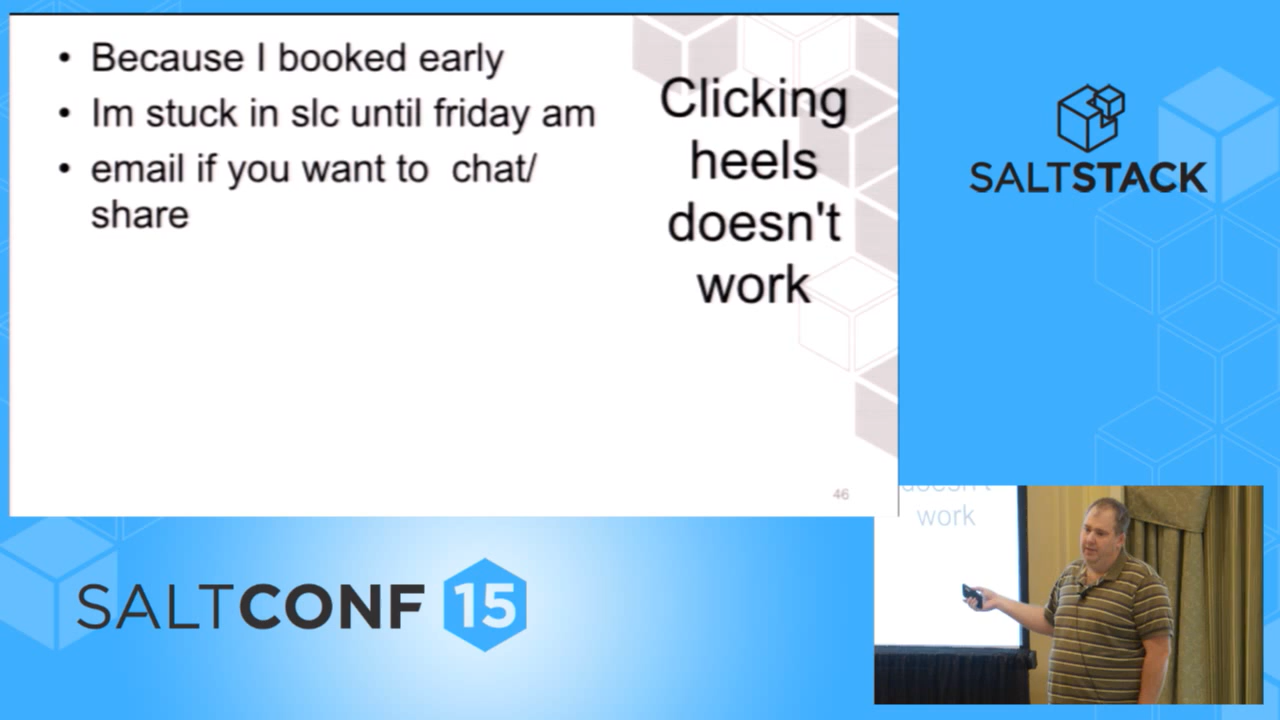 • Because I booked early
• Im stuck in slc until friday am
• email if you want to chat/
share
Clicking
heels
doesn't
work
46
SALTSTACK
doesn't
work
SALTCONF 15